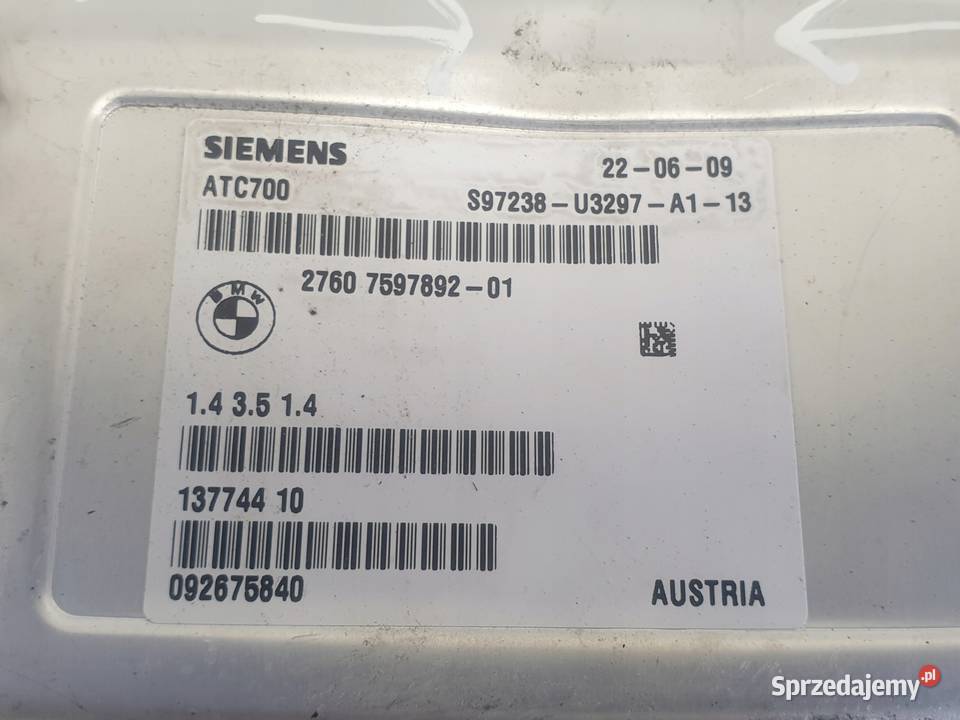 SIEMENS
22-06-09
ATC700
S97238-U3297-A1-13
2760 7597892-01
BMW
1.4 3.5 1.4
137744 10
092675840
AUSTRIA
Sprzedajemy.pl